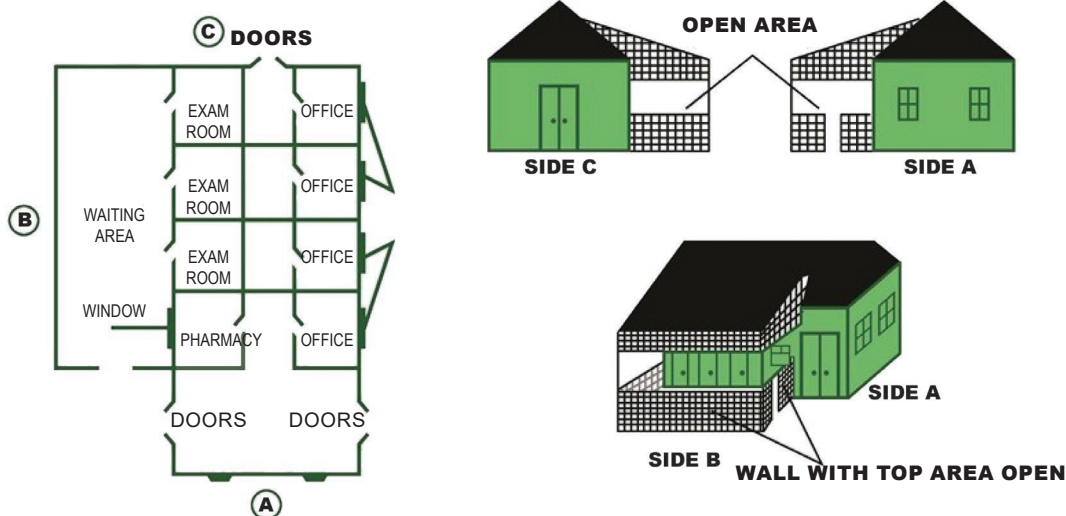 C DOORS
EXAM
ROOM
OFFICE
EXAM
ROOM
OFFICE
B
WAITING
AREA
EXAM
ROOM
OFFICE
WINDOW
PHARMACY
OFFICE
DOORS
DOORS
A
OPEN AREA
SIDE C
SIDE A
SIDE A
SIDE B
WALL WITH TOP AREA OPEN